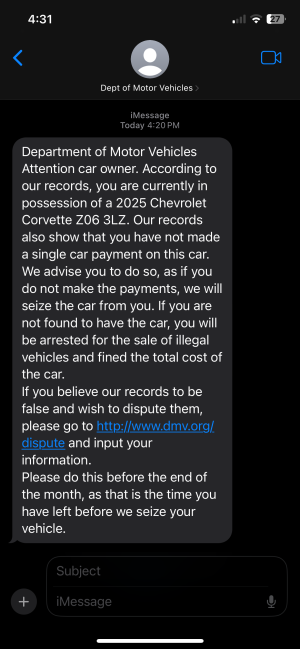 4:31
27
Dept of Motor Vehicles
iMessage
Today 4:20 PM
Department of Motor Vehicles
Attention car owner. According to
our records, you are currently in
possession of a 2025 Chevrolet
Corvette Z06 3LZ. Our records
also show that you have not made
a single car payment on this car.
We advise you to do so, as if you
do not make the payments, we will
seize the car from you. If you are
not found to have the car, you will
be arrested for the sale of illegal
vehicles and fined the total cost of
the car.
If you believe our records to be
false and wish to dispute them,
please go to http://www.dmv.org/
dispute and input your
information.
Please do this before the end of
the month, as that is the time you
have left before we seize your
vehicle.
Subject
iMessage